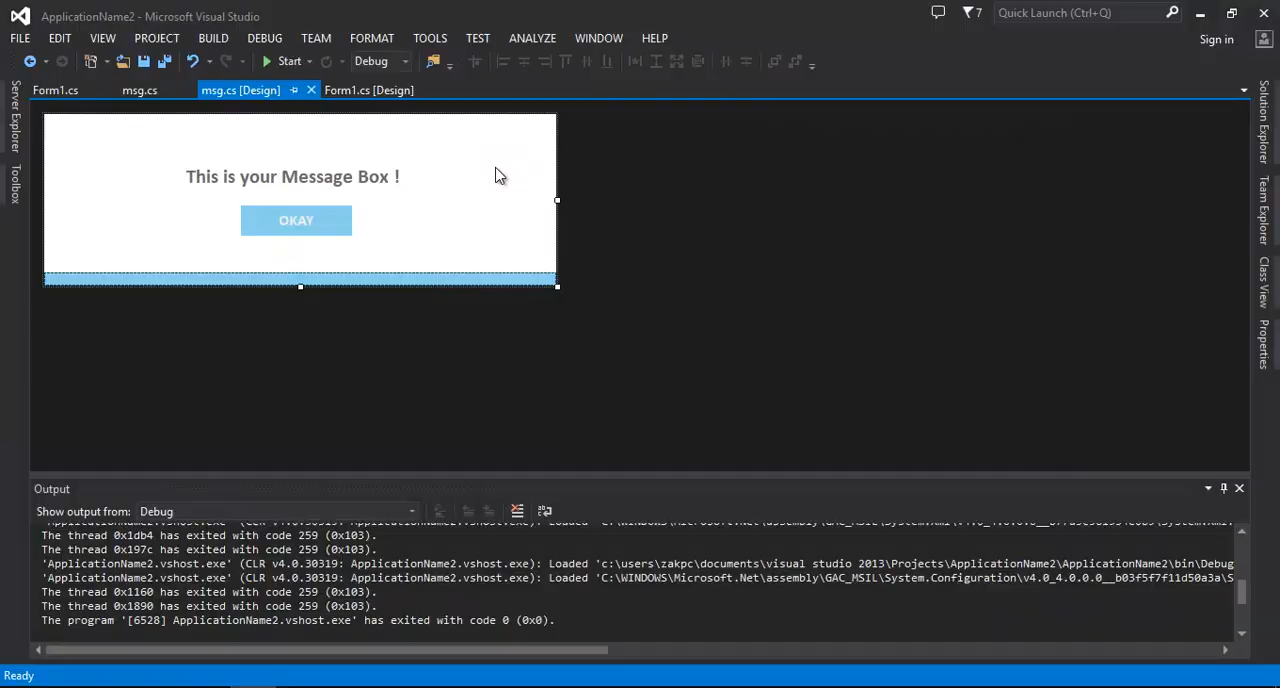 ApplicationName2 - Microsoft Visual Studio
7
Quick Launch (Ctrl+Q)
FILE EDIT VIEW PROJECT BUILD DEBUG TEAM FORMAT TOOLS TEST ANALYZE WINDOW HELP
Sign in
Start
Debug
Form1.cs
msg.cs
msg.cs [Design]
Form1.cs [Design]
Server Explorer
Toolbox
This is your Message Box !
OKAY
Solution Explorer
Team Explorer
Class View
Properties
Output
Show output from: Debug
The thread 0x1db4 has exited with code 259 (0x103).
The thread 0x197c has exited with code 259 (0x103).
'ApplicationName2.vshost.exe' (CLR v4.0.30319: ApplicationName2.vshost.exe): Loaded 'c:\users\zakpc\documents\visual studio 2013\Projects\ApplicationName2\ApplicationName2\bin\Debug
'ApplicationName2.vshost.exe' (CLR v4.0.30319: ApplicationName2.vshost.exe): Loaded 'C:\WINDOWS\Microsoft.Net\assembly\GAC_MSIL\System.Configuration\v4.0_4.0.0.0__b03f5f7f11d50a3a\S
The thread 0x1160 has exited with code 259 (0x103).
The thread 0x1890 has exited with code 259 (0x103).
The program '[6528] ApplicationName2.vshost.exe' has exited with code 0 (0x0).
Ready